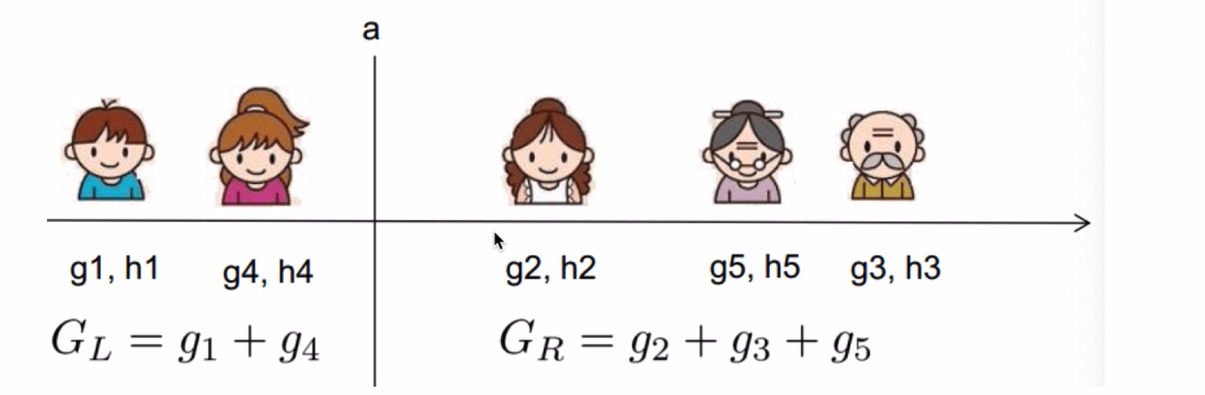 a
g1, h1 g4, h4 g2, h2 g5, h5 g3, h3
G_L = g_1 + g_4 G_R = g_2 + g_3 + g_5